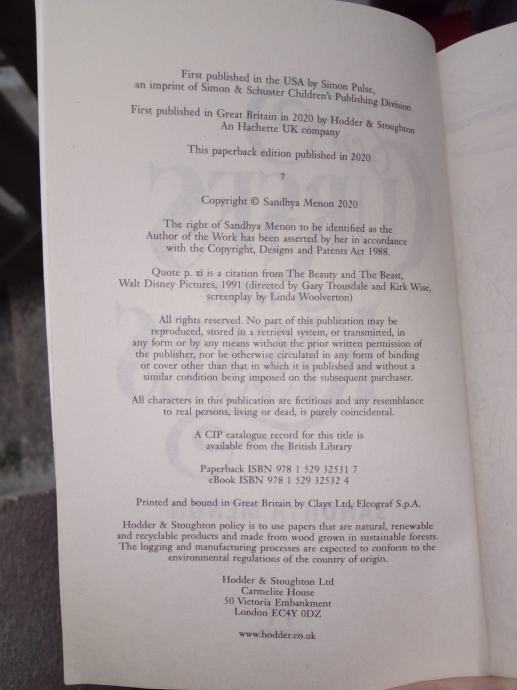 First published in the USA by Simon Pulse,
an imprint of Simon & Schuster Children's Publishing Division
First published in Great Britain in 2020 by Hodder & Stoughton
An Hachette UK company
This paperback edition published in 2020
7
Copyright © Sandhya Menon 2020
The right of Sandhya Menon to be identified as the
Author of the Work has been asserted by her in accordance
with the Copyright, Designs and Patents Act 1988.
Quote p. xi is a citation from The Beauty and The Beast,
Walt Disney Pictures, 1991 (directed by Gary Trousdale and Kirk Wise,
screenplay by Linda Woolverton)
All rights reserved. No part of this publication may be
reproduced, stored in a retrieval system, or transmitted, in
any form or by any means without the prior written permission of
the publisher, nor be otherwise circulated in any form of binding
or cover other than that in which it is published and without a
similar condition being imposed on the subsequent purchaser.
All characters in this publication are fictitious and any resemblance
to real persons, living or dead, is purely coincidental.
A CIP catalogue record for this title is
available from the British Library
Paperback ISBN 978 1 529 32531 7
eBook ISBN 978 1 529 32532 4
Printed and bound in Great Britain by Clays Ltd, Elcograf S.p.A.
Hodder & Stoughton policy is to use papers that are natural, renewable
and recyclable products and made from wood grown in sustainable forests.
The logging and manufacturing processes are expected to conform to the
environmental regulations of the country of origin.
Hodder & Stoughton Ltd
Carmelite House
50 Victoria Embankment
London EC4Y 0DZ
www.hodder.co.uk